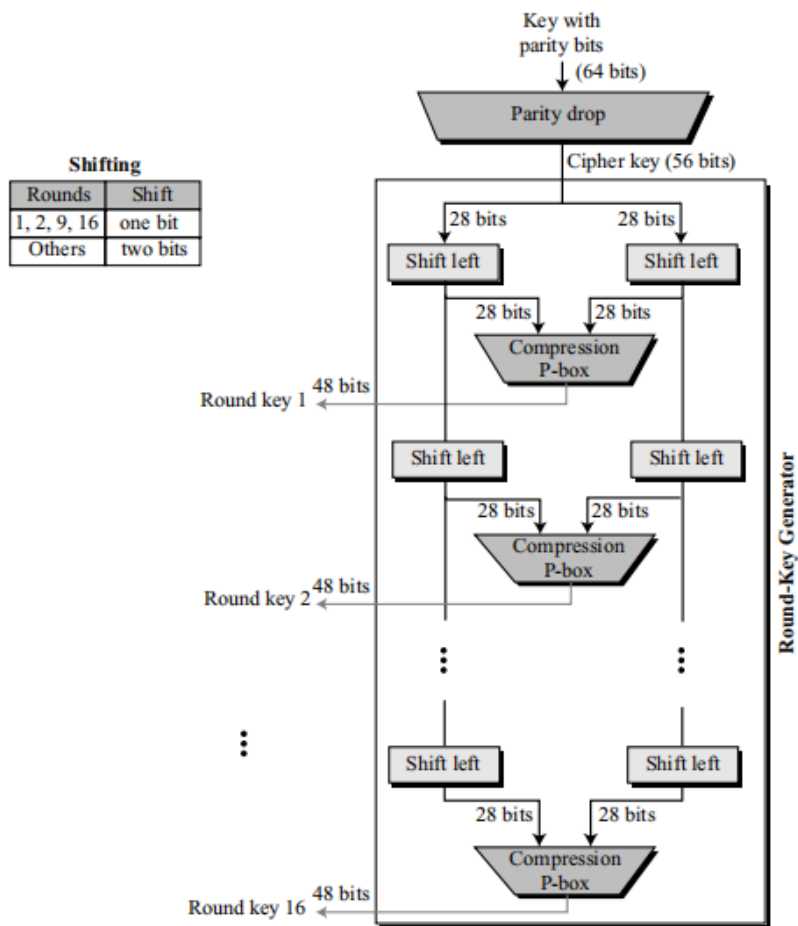 Key with
parity bits
(64 bits)
Parity drop
Cipher key (56 bits)
Shifting
Rounds Shift
1, 2, 9, 16 one bit
Others two bits
28 bits 28 bits
Shift left Shift left
28 bits 28 bits
Compression
P-box
48 bits
Round key 1
Shift left Shift left
28 bits 28 bits
Compression
P-box
48 bits
Round key 2
Shift left Shift left
28 bits 28 bits
Compression
P-box
48 bits
Round key 16
Round-Key Generator